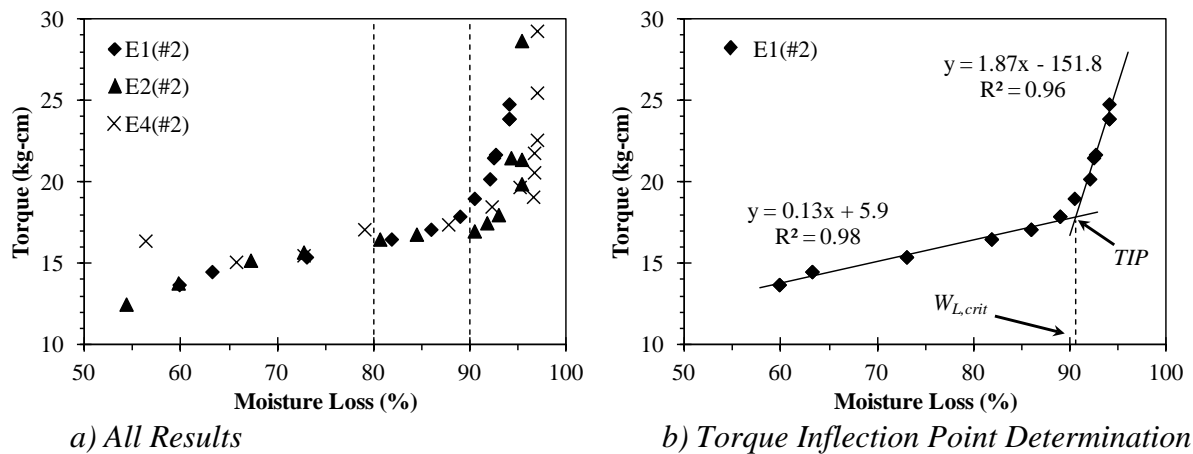 30
25
20
15
10
Torque (kg-cm)
E1(#2)
E2(#2)
E4(#2)
50 60 70 80 90 100
Moisture Loss (%)
a) All Results
30
25
20
15
10
Torque (kg-cm)
E1(#2)
y = 1.87x - 151.8
R² = 0.96
y = 0.13x + 5.9
R² = 0.98
TIP
W_L,crit
50 60 70 80 90 100
Moisture Loss (%)
b) Torque Inflection Point Determination